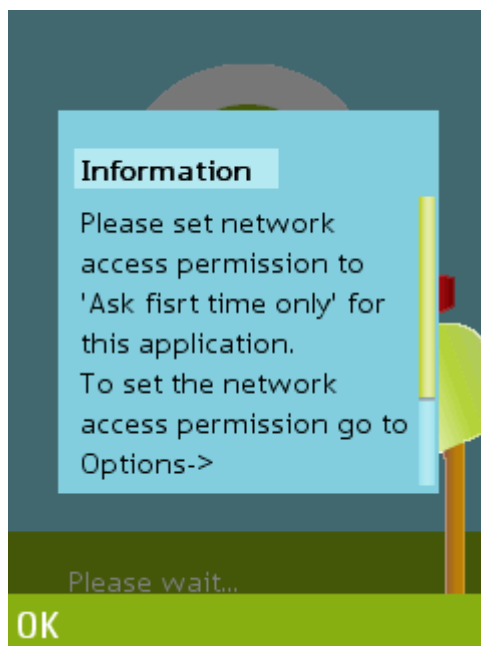 Information
Please set network
access permission to
'Ask fisrt time only' for
this application.
To set the network
access permission go to
Options->
Please wait...
OK